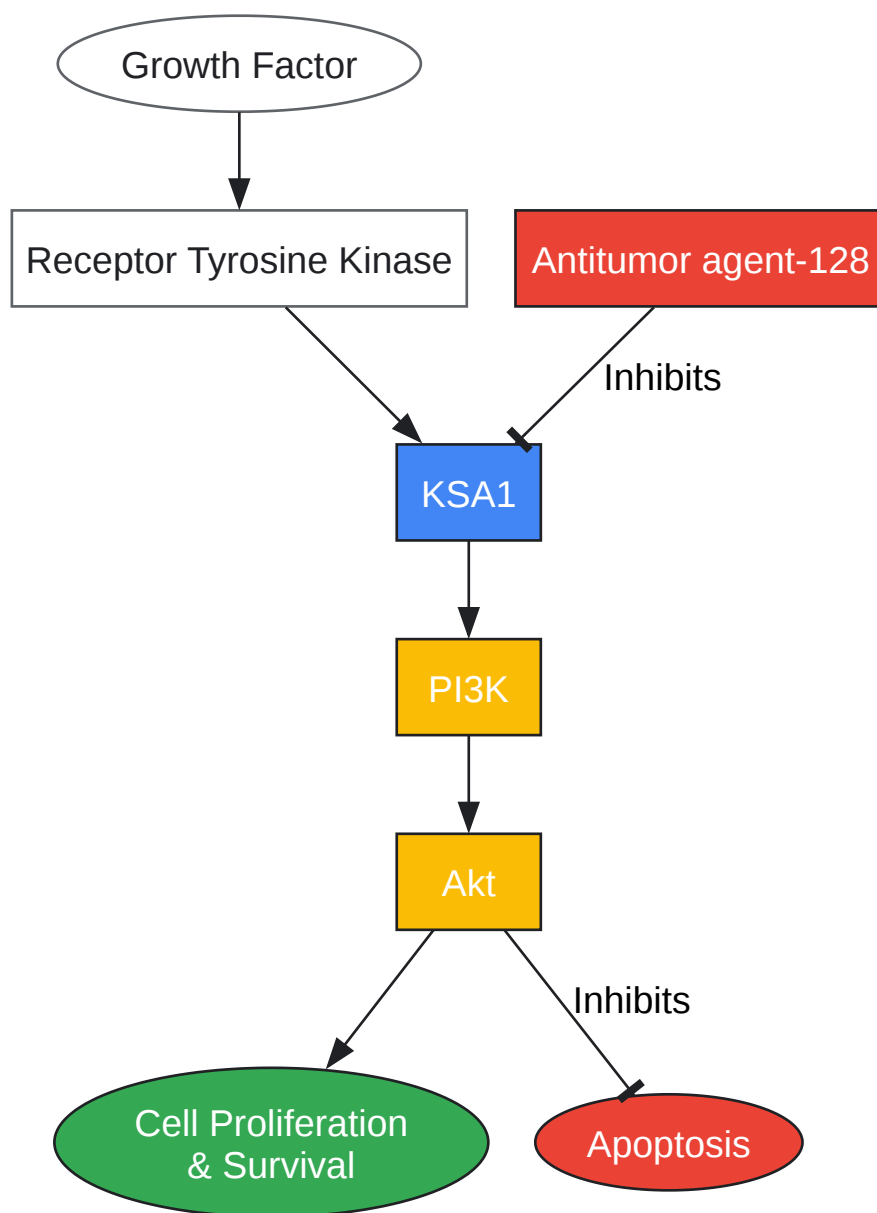 Growth Factor
Receptor Tyrosine Kinase
Antitumor agent-128
Inhibits
KSA1
PI3K
Akt
Inhibits
Cell Proliferation
& Survival
Apoptosis